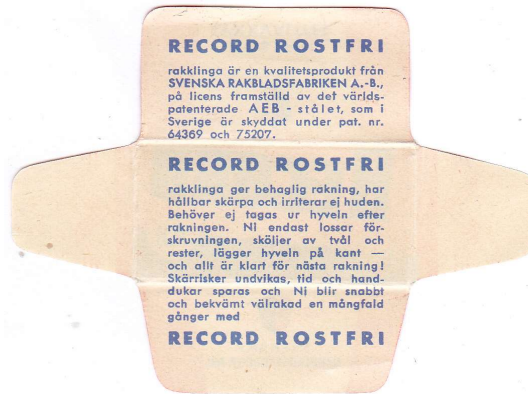 RECORD ROSTFRI
rakklinga är en kvalitetsprodukt från
SVENSKA RAKBLADSFABRIKEN A.-B.,
på licens framställd av det världs-
patenterade AEB - stålet, som i
Sverige är skyddat under pat. nr.
64369 och 75207.
RECORD ROSTFRI
rakklinga ger behaglig rakning, har
hållbar skärpa och irriterar ej huden.
Behöver ej tagas ur hyveln efter
rakningen. Ni endast lossar för-
skruvningen, sköljer av tvål och
rester, lägger hyveln på kant —
och allt är klart för nästa rakning!
Skärrisker undvikas, tid och hand-
dukar sparas och Ni blir snabbt
och bekvämt välrakad en mångfald
gånger med
RECORD ROSTFRI